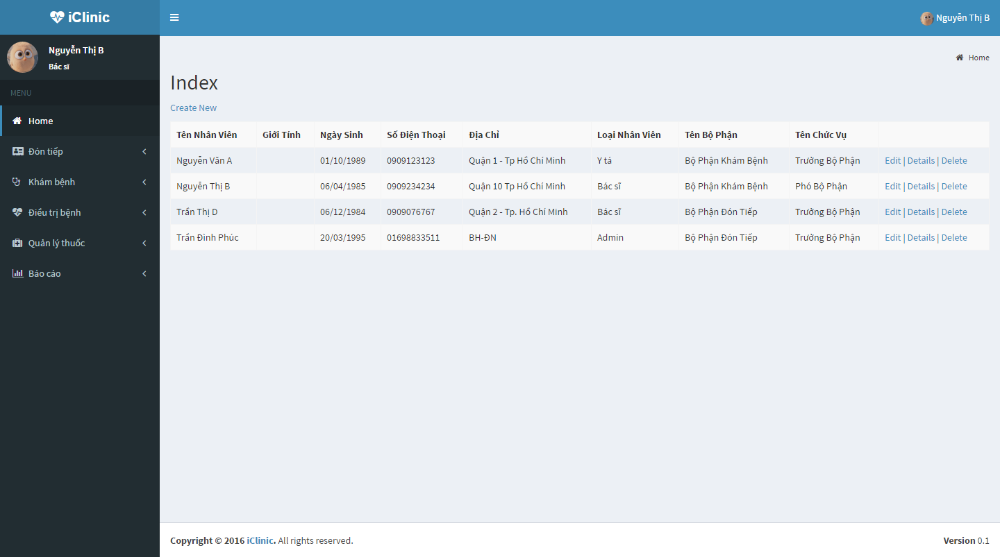 iClinic
Nguyễn Thị B
Nguyễn Thị B
Bác sĩ
MENU
Home
Đón tiếp
Khám bệnh
Điều trị bệnh
Quản lý thuốc
Báo cáo
Home
Index
Create New
Tên Nhân Viên Giới Tính Ngày Sinh Số Điện Thoại Địa Chỉ Loại Nhân Viên Tên Bộ Phận Tên Chức Vụ
Nguyễn Văn A 01/10/1989 0909123123 Quận 1 - Tp Hồ Chí Minh Y tá Bộ Phận Khám Bệnh Trưởng Bộ Phận Edit | Details | Delete
Nguyễn Thị B 06/04/1985 0909234234 Quận 10 Tp Hồ Chí Minh Bác sĩ Bộ Phận Khám Bệnh Phó Bộ Phận Edit | Details | Delete
Trần Thị D 06/12/1984 0909076767 Quận 2 - Tp. Hồ Chí Minh Bác sĩ Bộ Phận Đón Tiếp Trưởng Bộ Phận Edit | Details | Delete
Trần Đình Phúc 20/03/1995 01698833511 BH-ĐN Admin Bộ Phận Đón Tiếp Trưởng Bộ Phận Edit | Details | Delete
Copyright © 2016 iClinic. All rights reserved.
Version 0.1